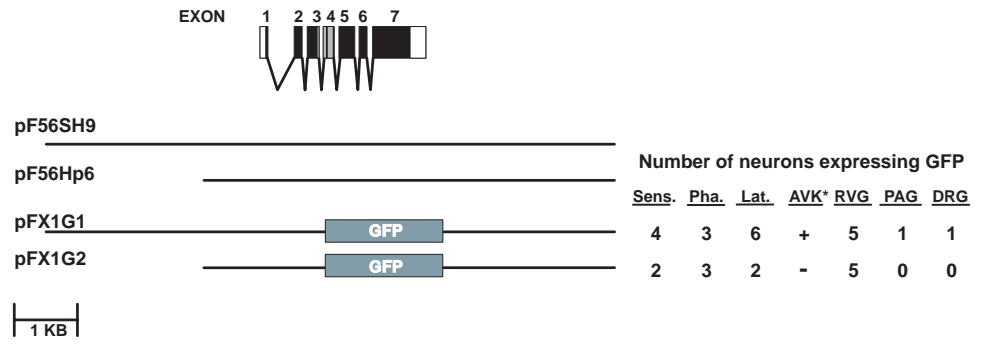 EXON 1 2 3 4 5 6 7
pF56SH9
pF56Hp6
Number of neurons expressing GFP
Sens. Pha. Lat. AVK* RVG PAG DRG
pFX1G1 GFP 4 3 6 + 5 1 1
pFX1G2 GFP 2 3 2 - 5 0 0
1 KB